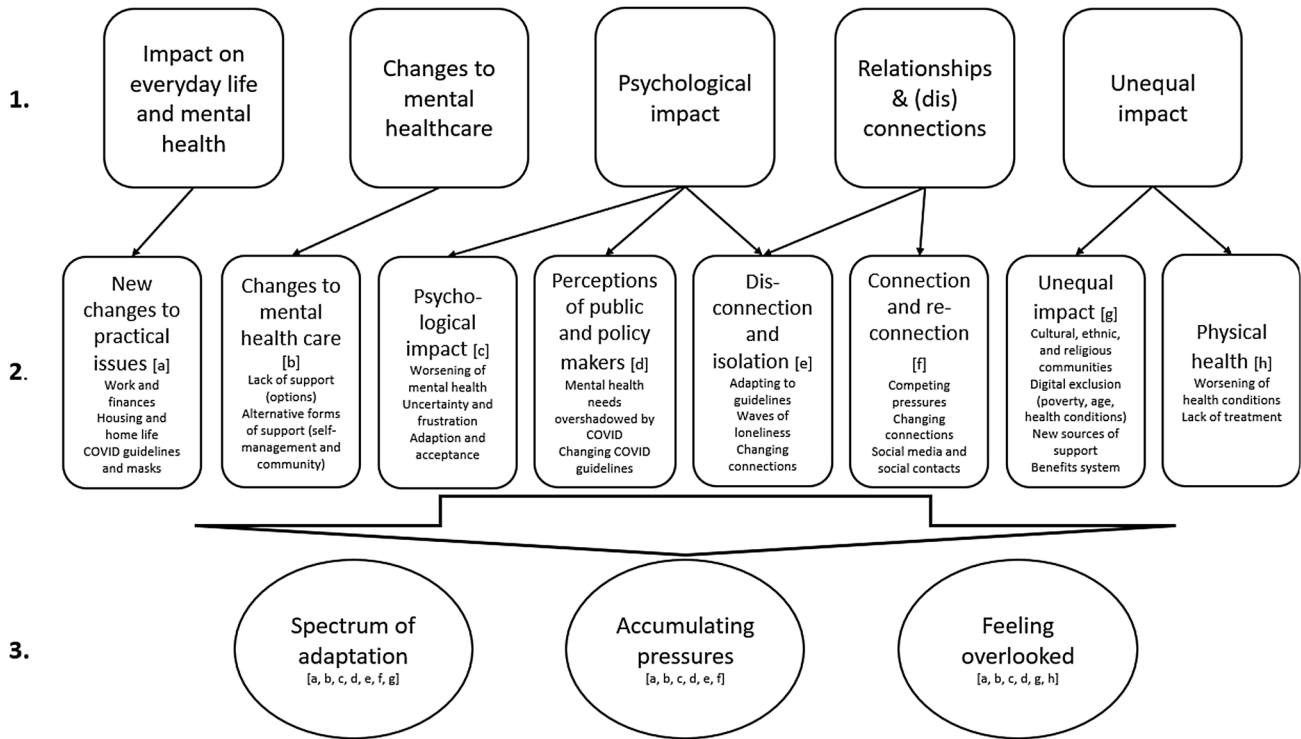 1.
Impact on
everyday life
and mental
health
Changes to
mental
healthcare
Psychological
impact
Relationships
& (dis)
connections
Unequal
impact
2.
New
changes to
practical
issues [a]
Work and
finances
Housing and
home life
COVID guidelines
and masks
Changes to
mental
health care
[b]
Lack of support
(options)
Alternative forms
of support (self-
management and
community)
Psycho-
logical
impact [c]
Worsening of
mental health
Uncertainty and
frustration
Adaption and
acceptance
Perceptions
of public
and policy
makers [d]
Mental health
needs
overshadowed by
COVID
Changing COVID
guidelines
Dis-
connection
and
isolation [e]
Adapting to
guidelines
Waves of
loneliness
Changing
connections
Connection
and re-
connection
[f]
Competing
pressures
Changing
connections
Social media and
social contacts
Unequal
impact [g]
Cultural, ethnic,
and religious
communities
Digital exclusion
(poverty, age,
health conditions)
New sources of
support
Benefits system
Physical
health [h]
Worsening of
health conditions
Lack of treatment
3.
Spectrum of
adaptation
[a, b, c, d, e, f, g]
Accumulating
pressures
[a, b, c, d, e, f]
Feeling
overlooked
[a, b, c, d, g, h]